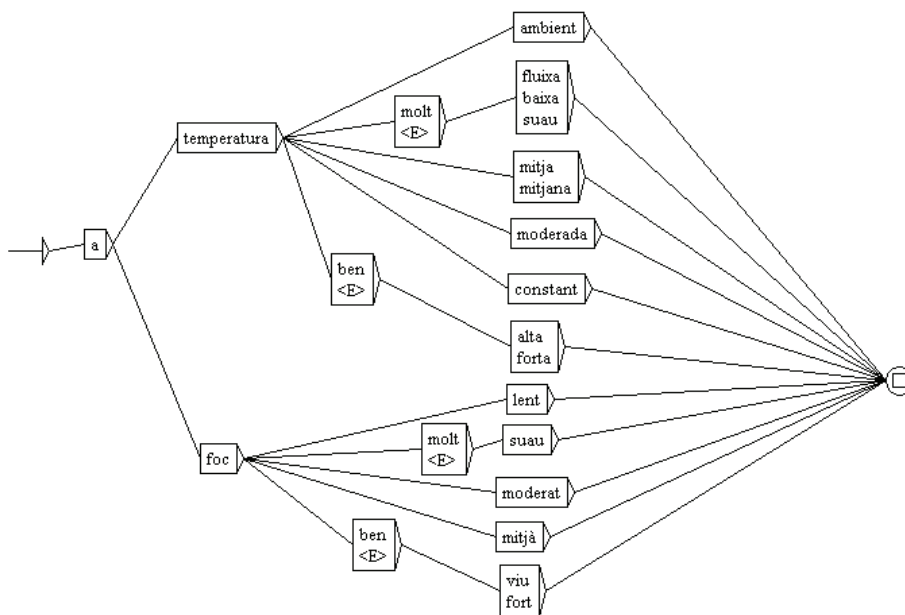 ambient
fluixa
baixa
suau
molt
<E>
temperatura
mitja
mitjana
moderada
a
ben
<E>
constant
alta
forta
lent
molt
<E>
suau
foc
moderat
mitjà
ben
<E>
viu
fort